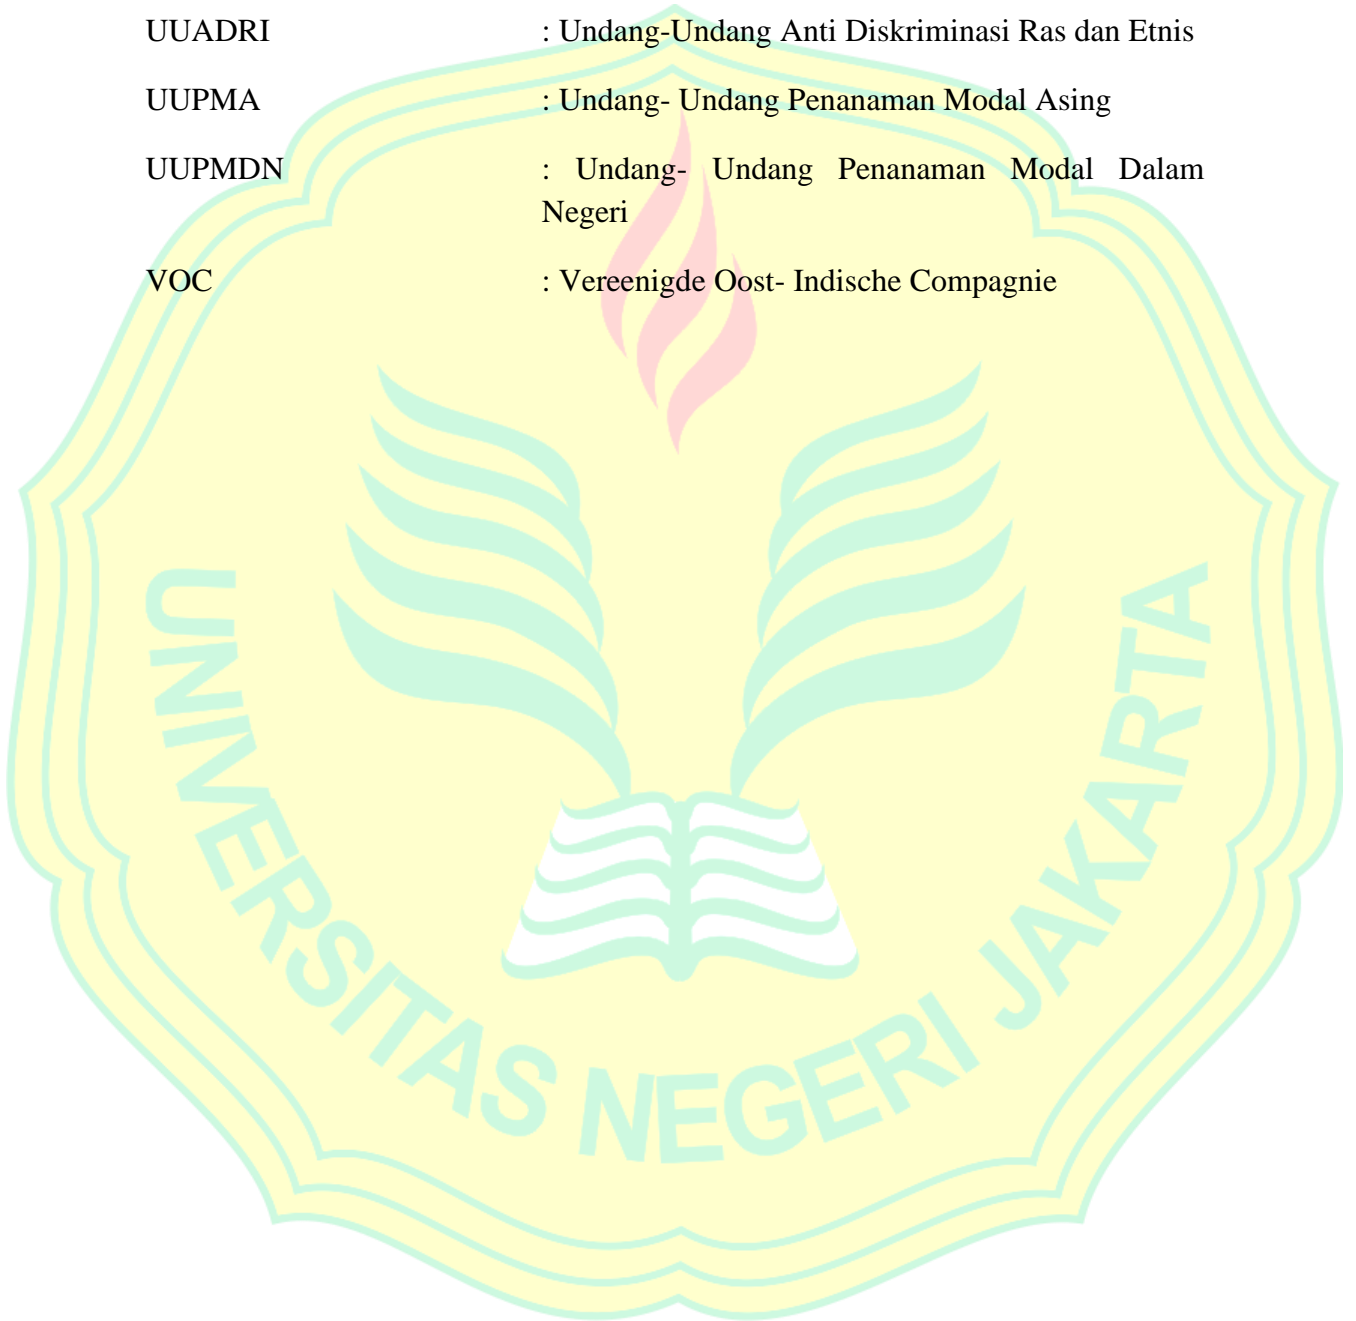 UUADRI : Undang-Undang Anti Diskriminasi Ras dan Etnis
UUPMA : Undang- Undang Penanaman Modal Asing
UUPMDN : Undang- Undang Penanaman Modal Dalam
Negeri
VOC : Vereenigde Oost- Indische Compagnie
UNIVERSITAS NEGERI JAKARTA